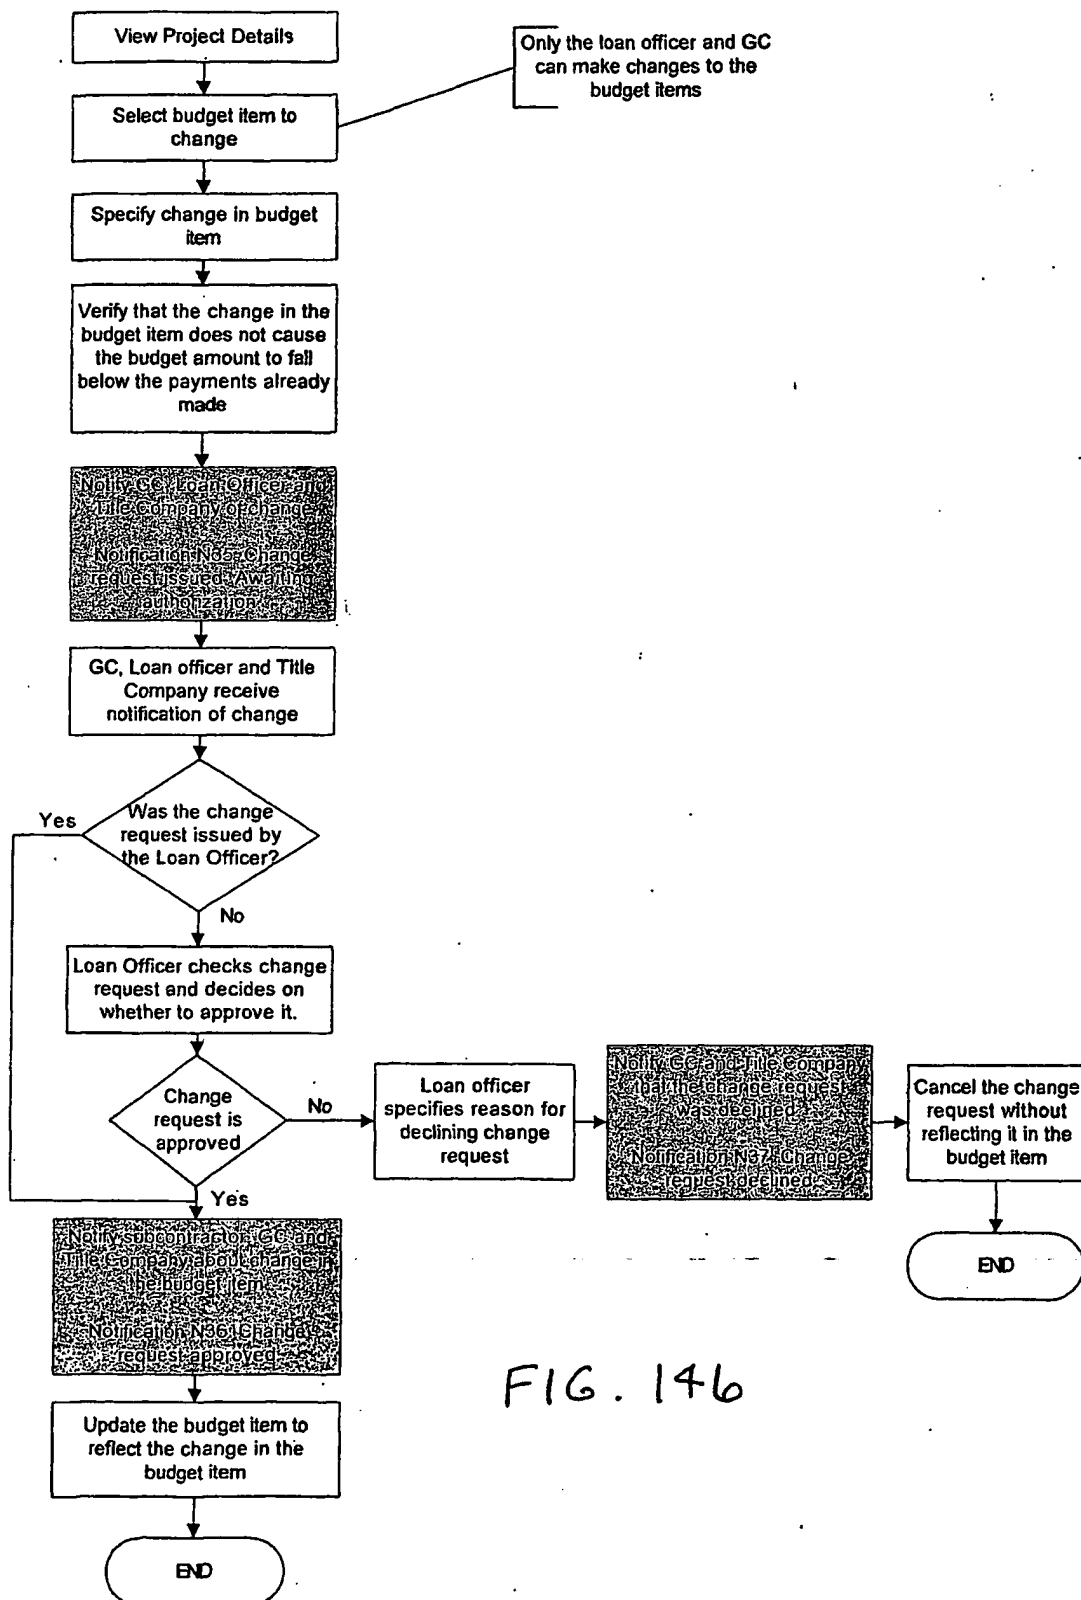 View Project Details
Only the loan officer and GC
can make changes to the
budget items
Select budget item to
change
Specify change in budget
item
Verify that the change in the
budget item does not cause
the budget amount to fall
below the payments already
made
Notify GC, Loan Officer and
Title Company of change
Notification N35: Change
request issued. Awaiting
authorization
GC, Loan officer and Title
Company receive
notification of change
Was the change
request issued by
the Loan Officer?
Yes
No
Loan Officer checks change
request and decides on
whether to approve it.
Change
request is
approved
No
Yes
Loan officer
specifies reason for
declining change
request
Notify GC and Title Company
that the change request
was declined
Notification N37: Change
request declined
Cancel the change
request without
reflecting it in the
budget item
END
Notify subcontractor, GC and
Title Company about change in
the budget item
Notification N36: Change
request approved
Update the budget item to
reflect the change in the
budget item
END
FIG. 14b